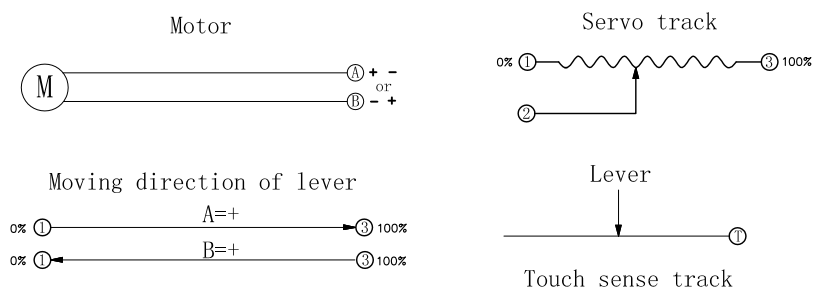 Motor
M
A + -
or
B - +
Servo track
0% 1
3 100%
2
Moving direction of lever
0% 1 A=+ 3 100%
0% 1 B=+ 3 100%
Lever
T
Touch sense track